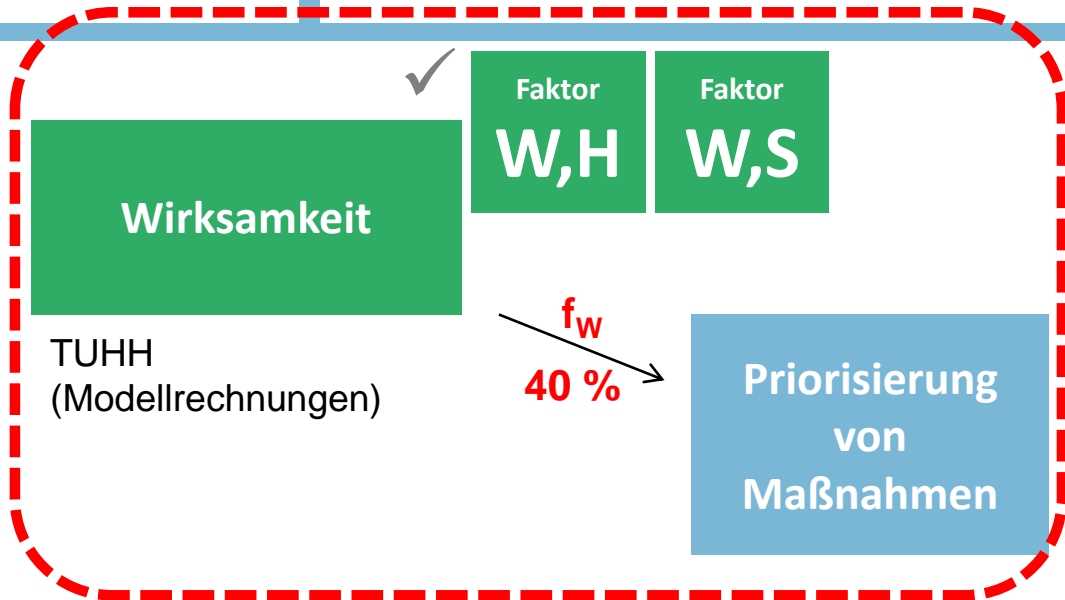 Faktor
W,H
Faktor
W,S
Wirksamkeit
TUHH
(Modellrechnungen)
fW
40 %
Priorisierung
von
Maßnahmen